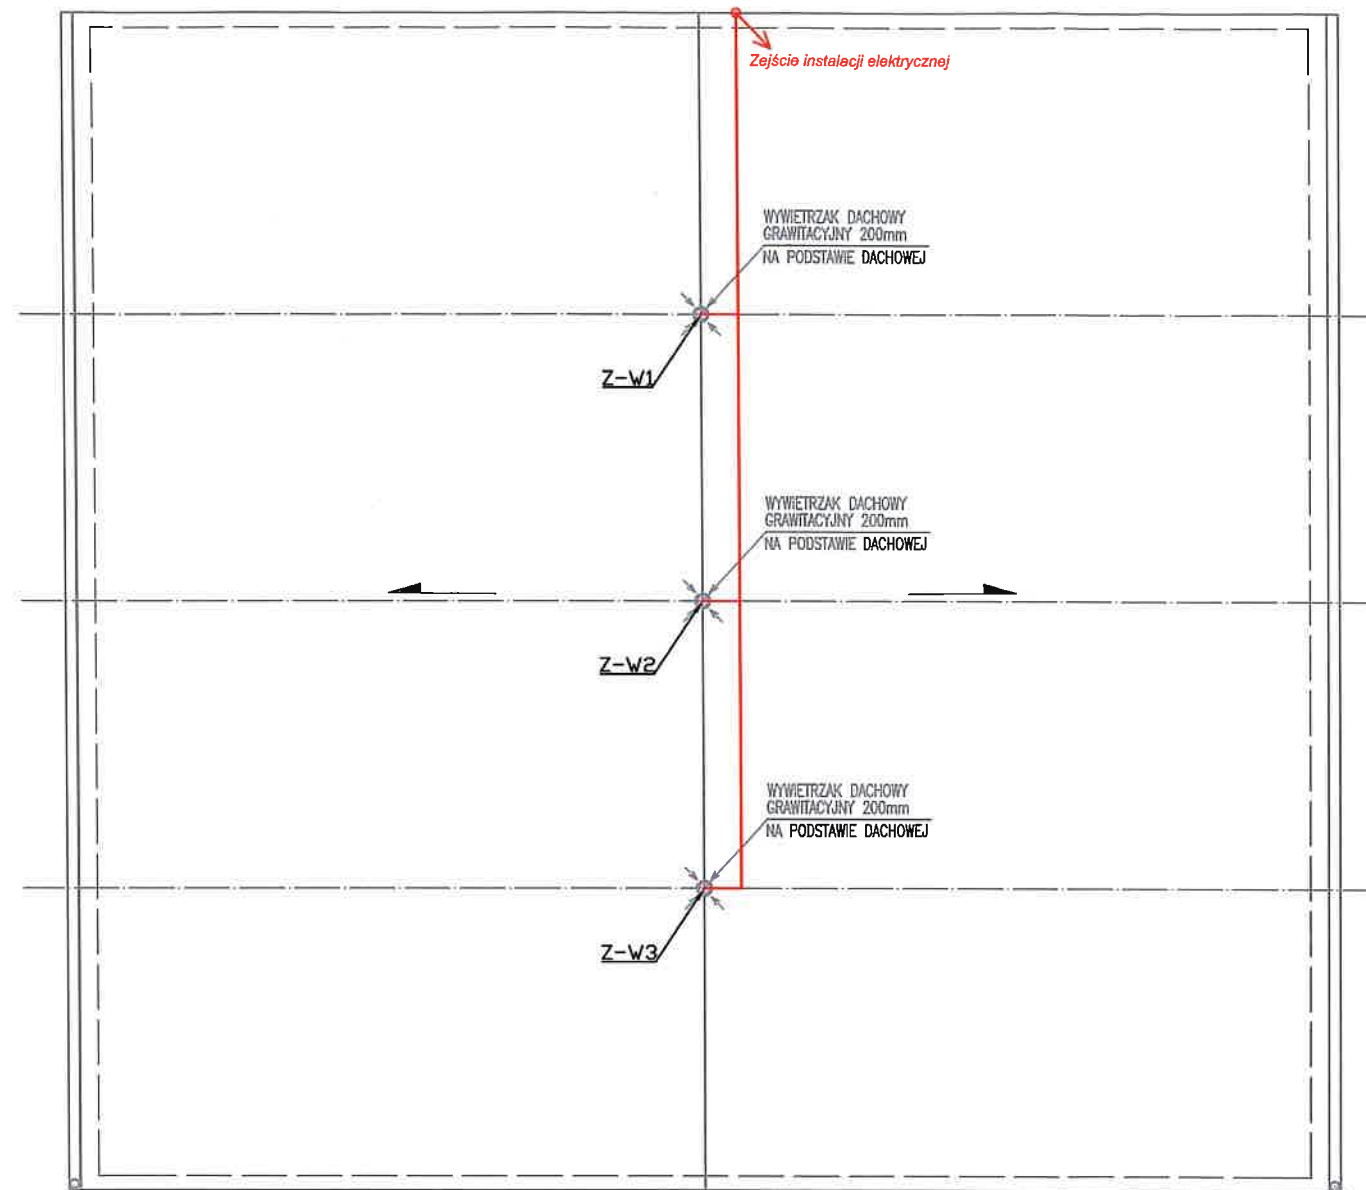 Zejście instalacji elektrycznej
WYWIETRZAK DACHOWY
GRAWITACYJNY 200mm
NA PODSTAWIE DACHOWEJ
Z-W1
WYWIETRZAK DACHOWY
GRAWITACYJNY 200mm
NA PODSTAWIE DACHOWEJ
Z-W2
WYWIETRZAK DACHOWY
GRAWITACYJNY 200mm
NA PODSTAWIE DACHOWEJ
Z-W3